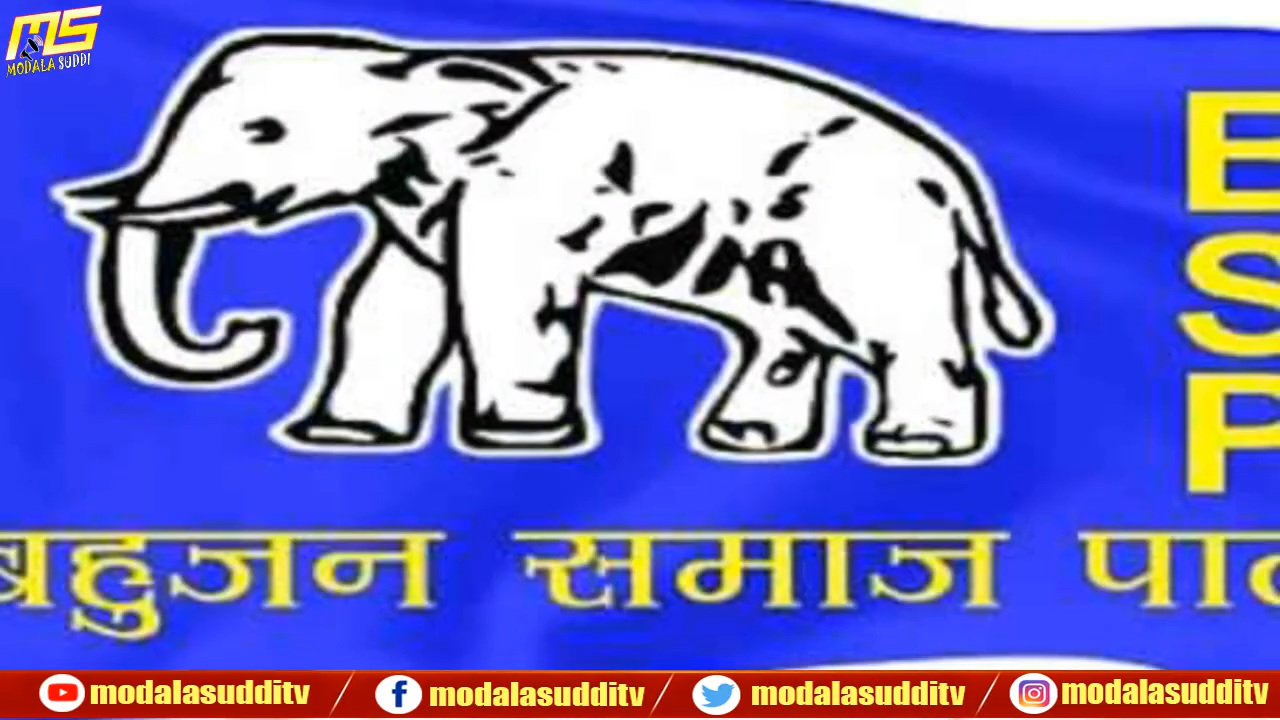 MS
MODALA SUDDI
B
S
P
बहुजन समाज पा
modalasudditv modalasudditv modalasudditv modalasudditv